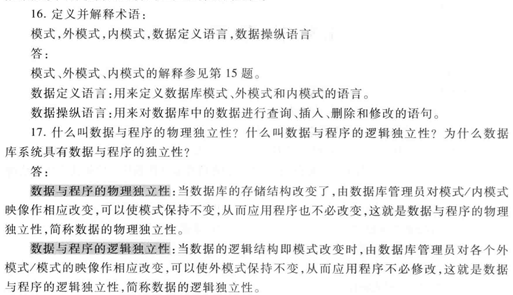 16. 定义并解释术语：
模式，外模式，内模式，数据定义语言，数据操纵语言
答：
模式、外模式、内模式的解释参见第 15 题。
数据定义语言：用来定义数据库模式、外模式和内模式的语言。
数据操纵语言：用来对数据库中的数据进行查询、插入、删除和修改的语句。
17. 什么叫数据与程序的物理独立性？什么叫数据与程序的逻辑独立性？为什么数据
库系统具有数据与程序的独立性？
答：
数据与程序的物理独立性：当数据库的存储结构改变了，由数据库管理员对模式/内模式
映像作相应改变，可以使模式保持不变，从而应用程序也不必改变，这就是数据与程序的物理
独立性，简称数据的物理独立性。
数据与程序的逻辑独立性：当数据的逻辑结构即模式改变时，由数据库管理员对各个外
模式/模式的映像作相应改变，可以使外模式保持不变，从而应用程序不必修改，这就是数据
与程序的逻辑独立性，简称数据的逻辑独立性。